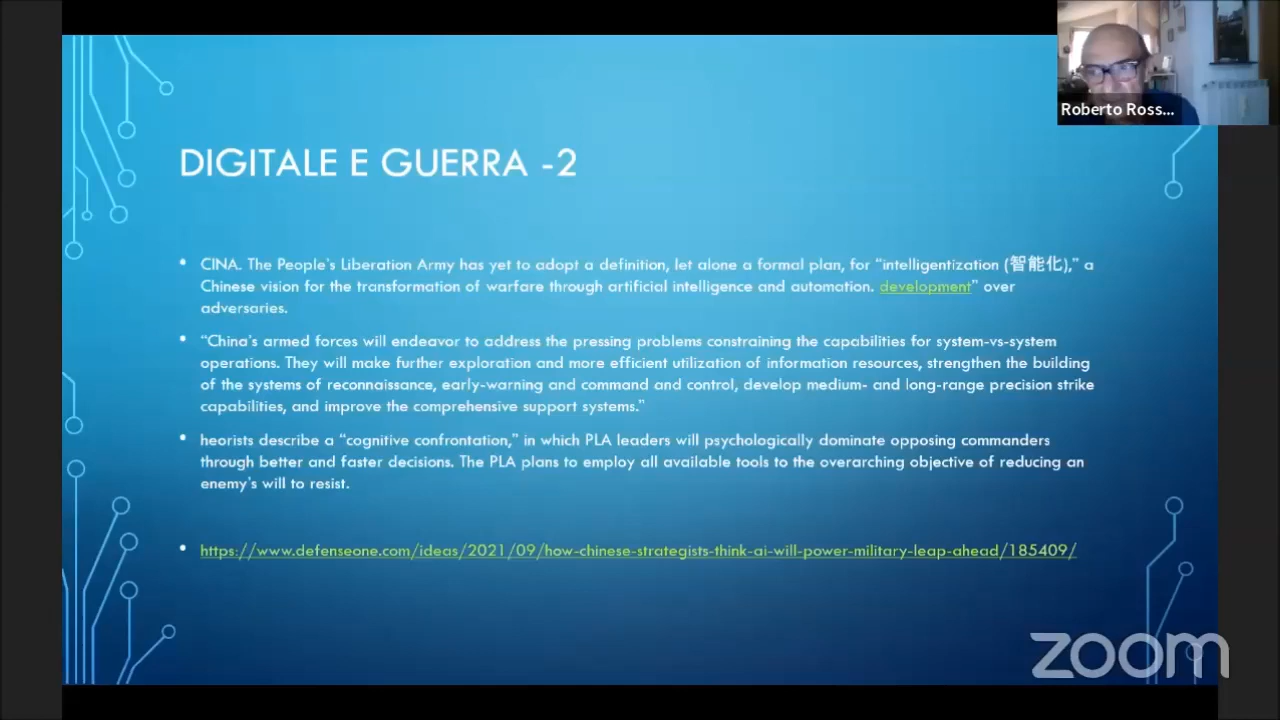 Roberto Ross...
DIGITALE E GUERRA -2
• CINA. The People's Liberation Army has yet to adopt a definition, let alone a formal plan, for “intelligentization (智能化),” a
Chinese vision for the transformation of warfare through artificial intelligence and automation. development” over
adversaries.
• “China's armed forces will endeavor to address the pressing problems constraining the capabilities for system-vs-system
operations. They will make further exploration and more efficient utilization of information resources, strengthen the building
of the systems of reconnaissance, early-warning and command and control, develop medium- and long-range precision strike
capabilities, and improve the comprehensive support systems.”
• heorists describe a “cognitive confrontation,” in which PLA leaders will psychologically dominate opposing commanders
through better and faster decisions. The PLA plans to employ all available tools to the overarching objective of reducing an
enemy's will to resist.
• https://www.defenseone.com/ideas/2021/09/how-chinese-strategists-think-ai-will-power-military-leap-ahead/185409/
zoom